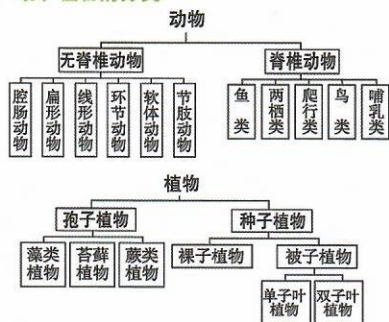 动物
无脊椎动物 脊椎动物
腔肠动物 扁形动物 线形动物 环节动物 软体动物 节肢动物 鱼类 两栖类 爬行类 鸟类 哺乳类
植物
孢子植物 种子植物
藻类植物 苔藓植物 蕨类植物 裸子植物 被子植物
单子叶植物 双子叶植物